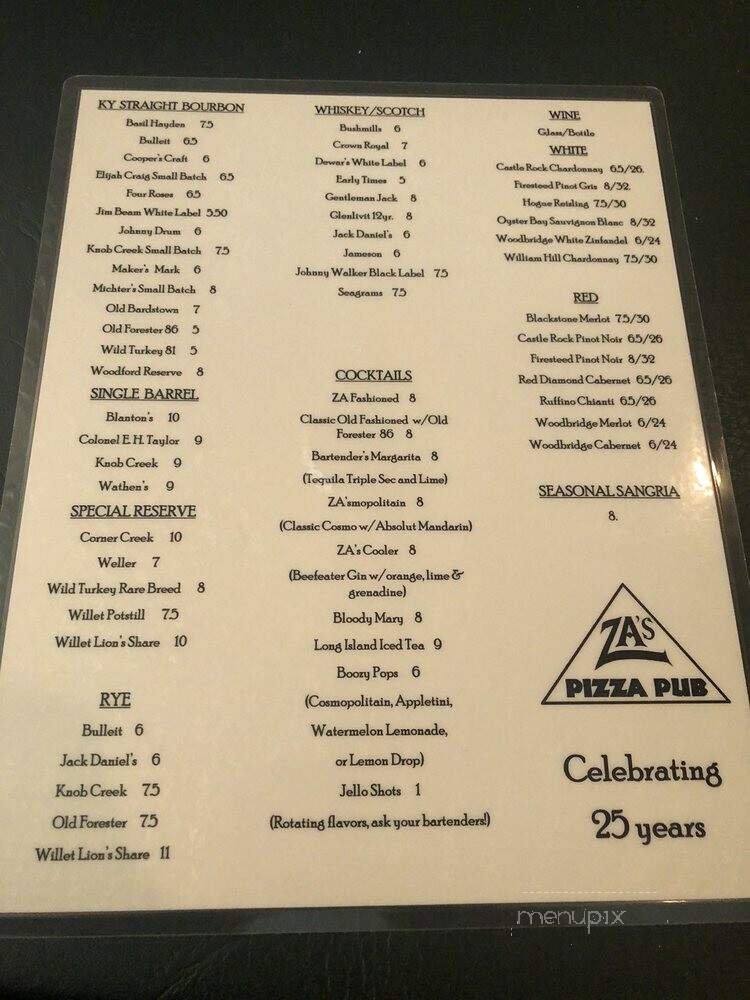 KY STRAIGHT BOURBON
Basil Hayden 7.5
Bulleit 6.5
Cooper's Craft 6
Elijah Craig Small Batch 6.5
Four Roses 6.5
Jim Beam White Label 5.50
Johnny Drum 6
Knob Creek Small Batch 7.5
Maker's Mark 6
Michter's Small Batch 8
Old Bardstown 7
Old Forester 86 5
Wild Turkey 81 5
Woodford Reserve 8
SINGLE BARREL
Blanton's 10
Colonel E. H. Taylor 9
Knob Creek 9
Wathen's 9
SPECIAL RESERVE
Corner Creek 10
Weller 7
Wild Turkey Rare Breed 8
Willet Potstill 7.5
Willet Lion's Share 10
RYE
Bulleit 6
Jack Daniel's 6
Knob Creek 7.5
Old Forester 7.5
Willet Lion's Share 11
WHISKEY/SCOTCH
Bushmills 6
Crown Royal 7
Dewar's White Label 6
Early Times 5
Gentleman Jack 8
Glenlivit 12yr. 8
Jack Daniel's 6
Jameson 6
Johnny Walker Black Label 7.5
Seagrams 7.5
COCKTAILS
ZA Fashioned 8
Classic Old Fashioned w/Old
Forester 86 8
Bartender's Margarita 8
(Tequila Triple Sec and Lime)
ZA'smopolitain 8
(Classic Cosmo w/Absolut Mandarin)
ZA's Cooler 8
(Beefeater Gin w/orange, lime &
grenadine)
Bloody Mary 8
Long Island Iced Tea 9
Boozy Pops 6
(Cosmopolitain, Appletini,
Watermelon Lemonade,
or Lemon Drop)
Jello Shots 1
(Rotating flavors, ask your bartenders!)
WINE
Glass/Bottle
WHITE
Castle Rock Chardonnay 6.5/26.
Firesteed Pinot Gris 8/32.
Hogue Reisling 7.5/30
Oyster Bay Sauvignon Blanc 8/32
Woodbridge White Zinfandel 6/24
William Hill Chardonnay 7.5/30
RED
Blackstone Merlot 7.5/30
Castle Rock Pinot Noir 6.5/26
Firesteed Pinot Noir 8/32
Red Diamond Cabernet 6.5/26
Ruffino Chianti 6.5/26
Woodbridge Merlot 6/24
Woodbridge Cabernet 6/24
SEASONAL SANGRIA
8.
ZA'S
PIZZA PUB
Celebrating
25 years
menupix